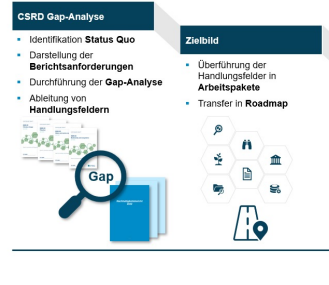 CSRD Gap-Analyse
Identifikation Status Quo
Darstellung der
Berichtsanforderungen
Durchführung der Gap-Analyse
Ableitung von
Handlungsfeldern
Gap
Zielbild
Überführung der
Handlungsfelder in
Arbeitspakete
Transfer in Roadmap